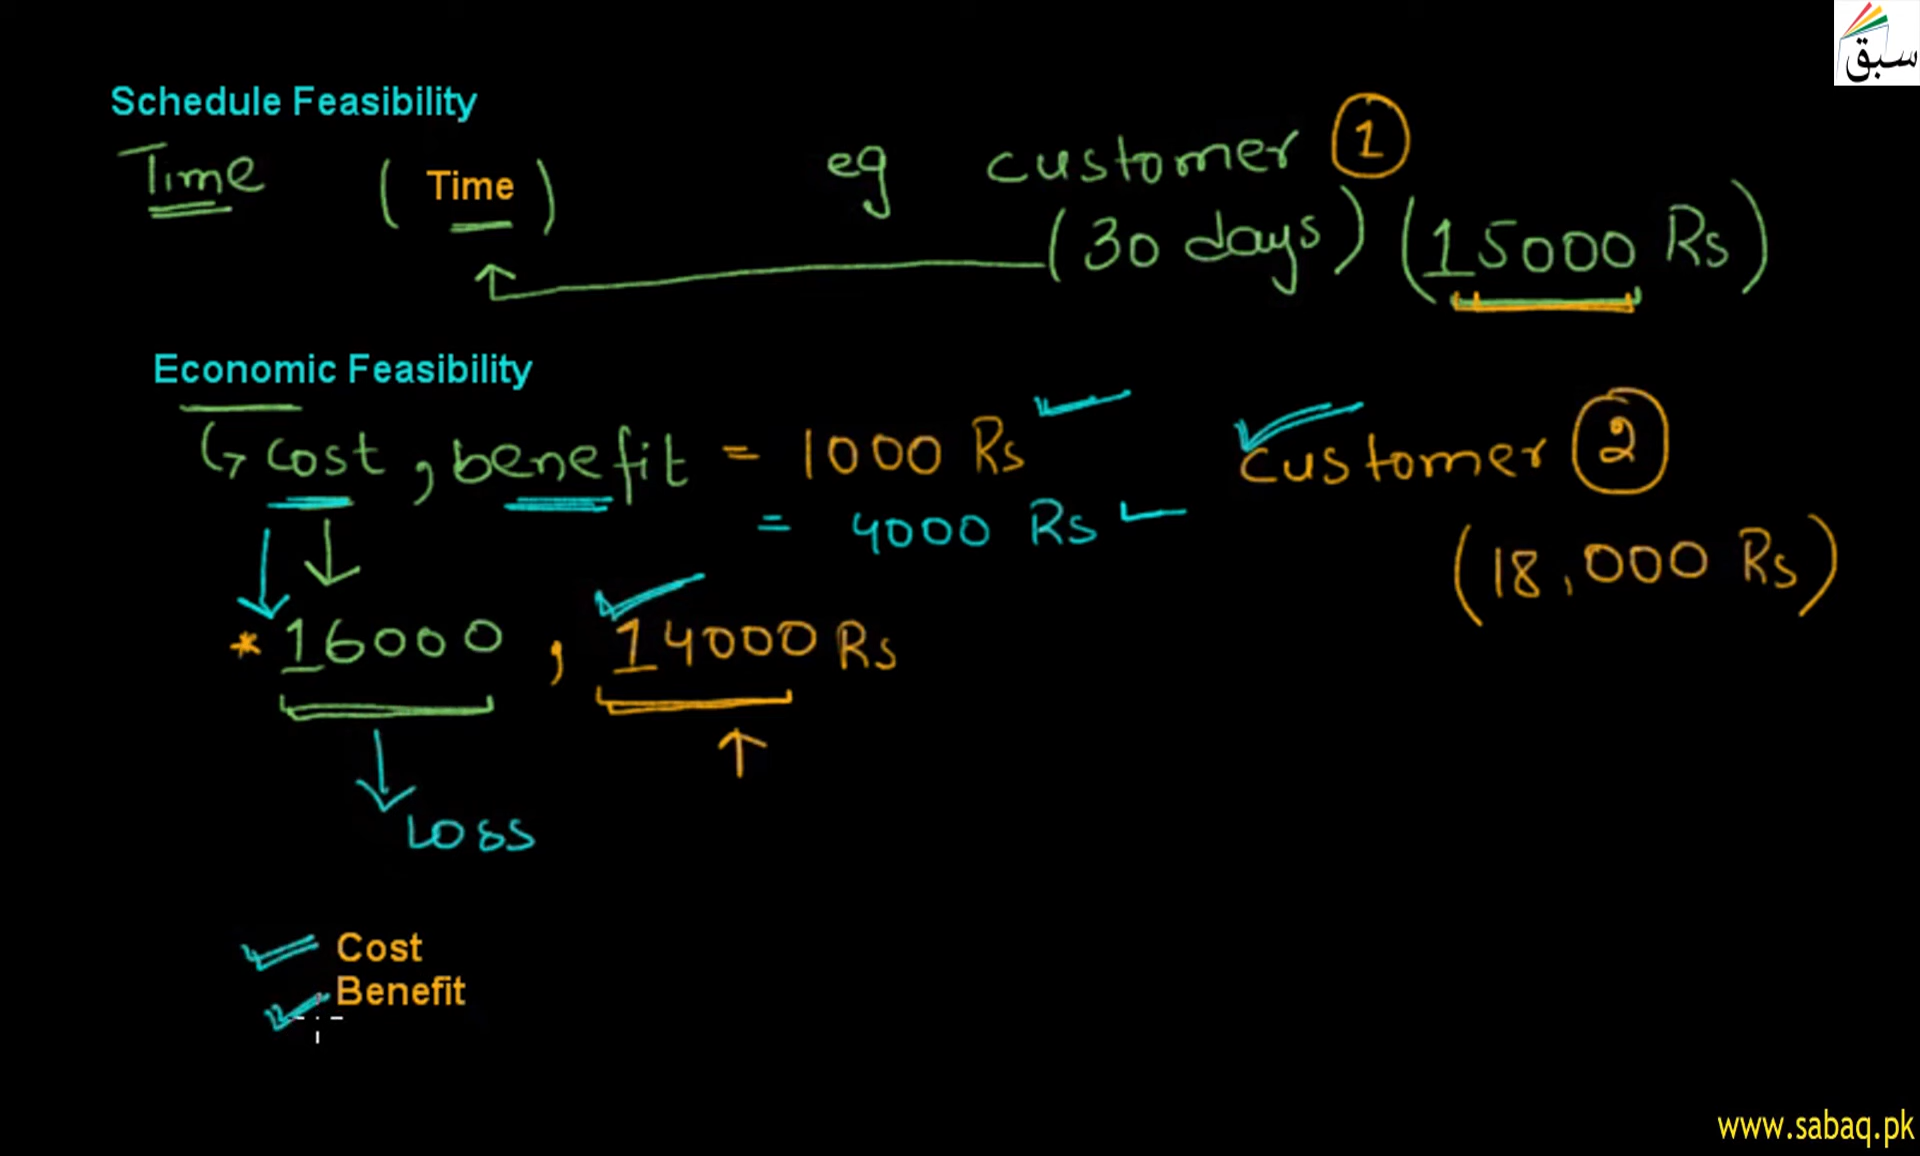 سبق
Schedule Feasibility
Time ( Time ) eg customer 1
(30 days) (15000 Rs)
Economic Feasibility
cost, benefit = 1000 Rs customer 2
= 4000 Rs
(18,000 Rs)
* 16000, 14000 Rs
Loss
Cost
Benefit
www.sabaq.pk